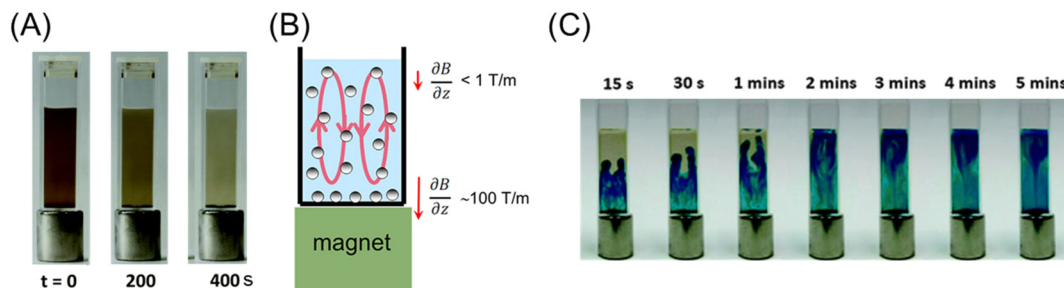 (A)
t = 0 200 400 s
(B)
∂B/∂z < 1 T/m
∂B/∂z ~100 T/m
magnet
(C)
15 s 30 s 1 mins 2 mins 3 mins 4 mins 5 mins